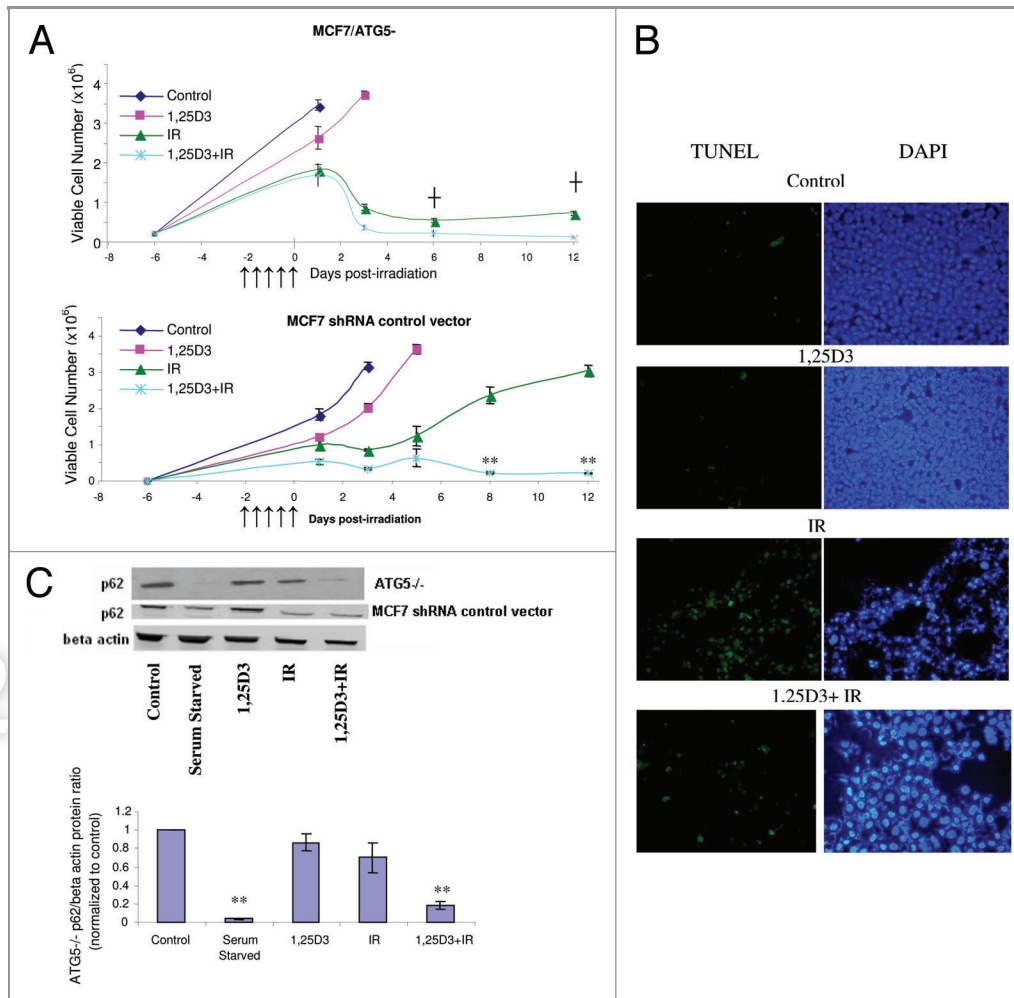 A
MCF7/ATG5-
Viable Cell Number (x10⁶)
4
3
2
1
0
Control
1,25D3
IR
1,25D3+IR
┼
┼
-8 -6 -4 -2 0 2 4 6 8 10 12
↑↑↑↑↑ Days post-irradiation
MCF7 shRNA control vector
Viable Cell Number (x10⁶)
4
3
2
1
0
Control
1,25D3
IR
1,25D3+IR
** **
-8 -6 -4 -2 0 2 4 6 8 10 12
↑↑↑↑↑ Days post-irradiation
B
TUNEL DAPI
Control
1,25D3
IR
1,25D3+ IR
C
p62 ATG5-/-
p62 MCF7 shRNA control vector
beta actin
Control
Serum Starved
1,25D3
IR
1,25D3+IR
ATG5-/- p62/beta actin protein ratio
(normalized to control)
1.2
1
0.8
0.6
0.4
0.2
0
** **
Control Serum 1,25D3 IR 1,25D3+IR
Starved